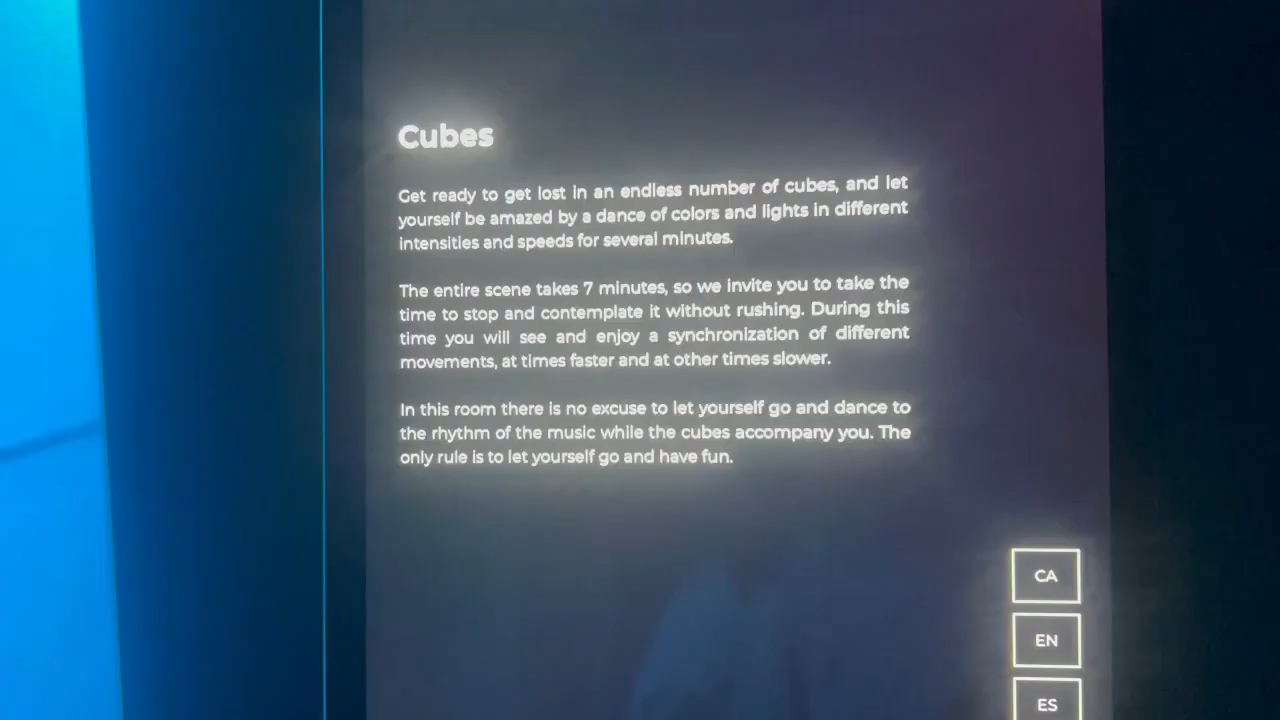 Cubes
Get ready to get lost in an endless number of cubes, and let
yourself be amazed by a dance of colors and lights in different
intensities and speeds for several minutes.
The entire scene takes 7 minutes, so we invite you to take the
time to stop and contemplate it without rushing. During this
time you will see and enjoy a synchronization of different
movements, at times faster and at other times slower.
In this room there is no excuse to let yourself go and dance to
the rhythm of the music while the cubes accompany you. The
only rule is to let yourself go and have fun.
CA
EN
ES